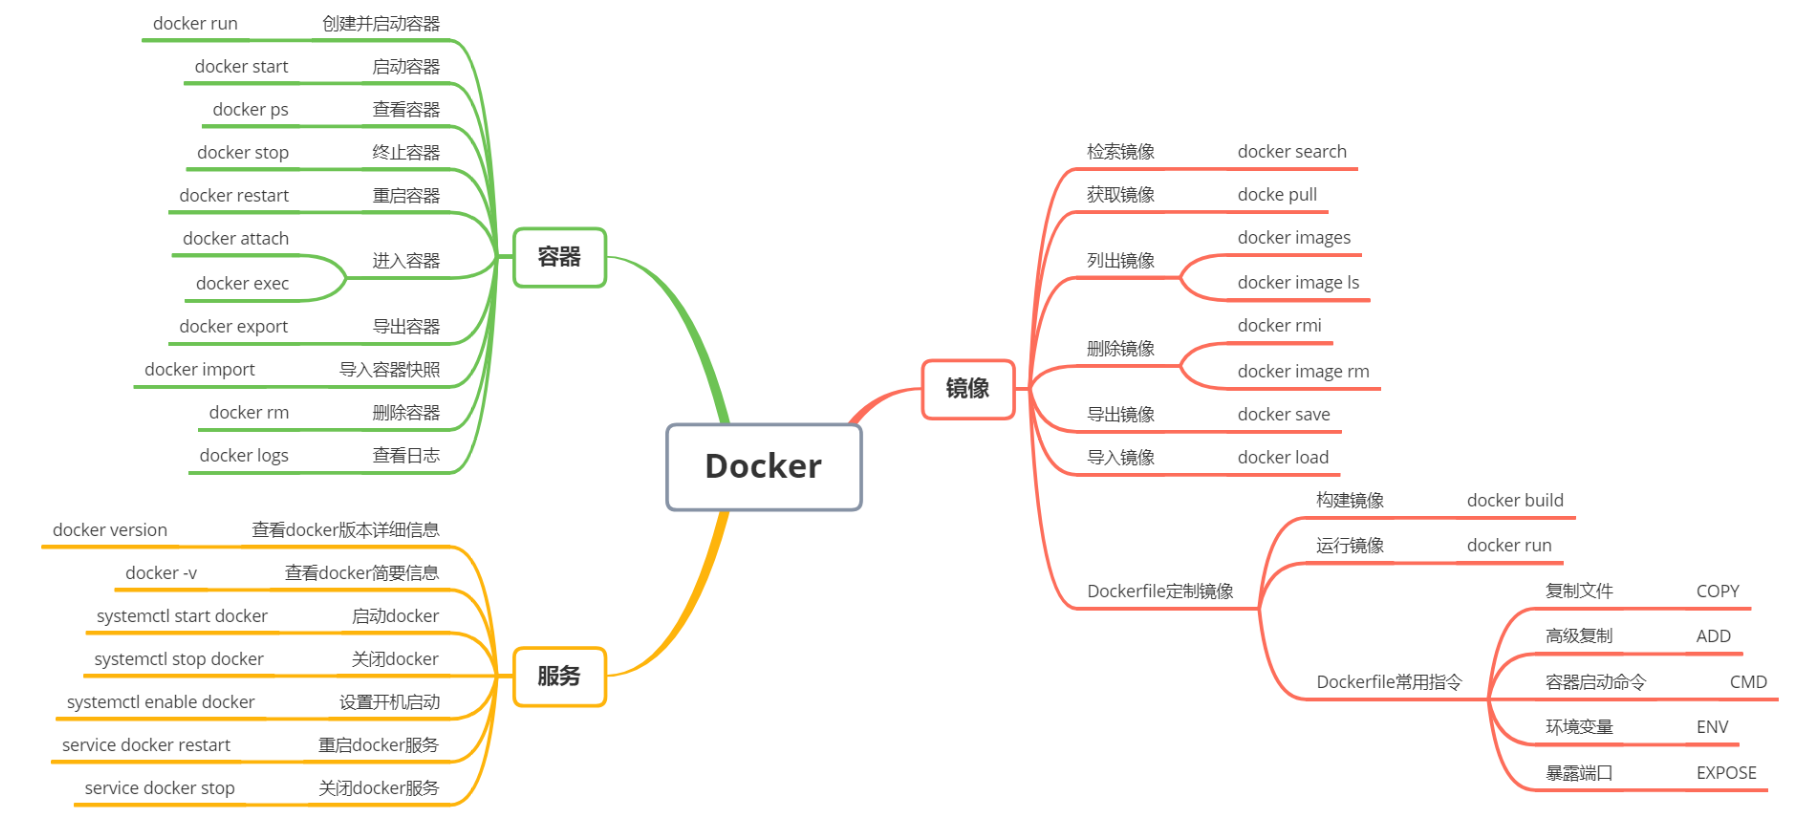 Docker
容器
docker run 创建并启动容器
docker start 启动容器
docker ps 查看容器
docker stop 终止容器
docker restart 重启容器
docker attach
进入容器
docker exec
docker export 导出容器
docker import 导入容器快照
docker rm 删除容器
docker logs 查看日志
服务
docker version 查看docker版本详细信息
docker -v 查看docker简要信息
systemctl start docker 启动docker
systemctl stop docker 关闭docker
systemctl enable docker 设置开机启动
service docker restart 重启docker服务
service docker stop 关闭docker服务
镜像
检索镜像 docker search
获取镜像 docke pull
列出镜像
docker images
docker image ls
删除镜像
docker rmi
docker image rm
导出镜像 docker save
导入镜像 docker load
Dockerfile定制镜像
构建镜像 docker build
运行镜像 docker run
Dockerfile常用指令
复制文件 COPY
高级复制 ADD
容器启动命令 CMD
环境变量 ENV
暴露端口 EXPOSE